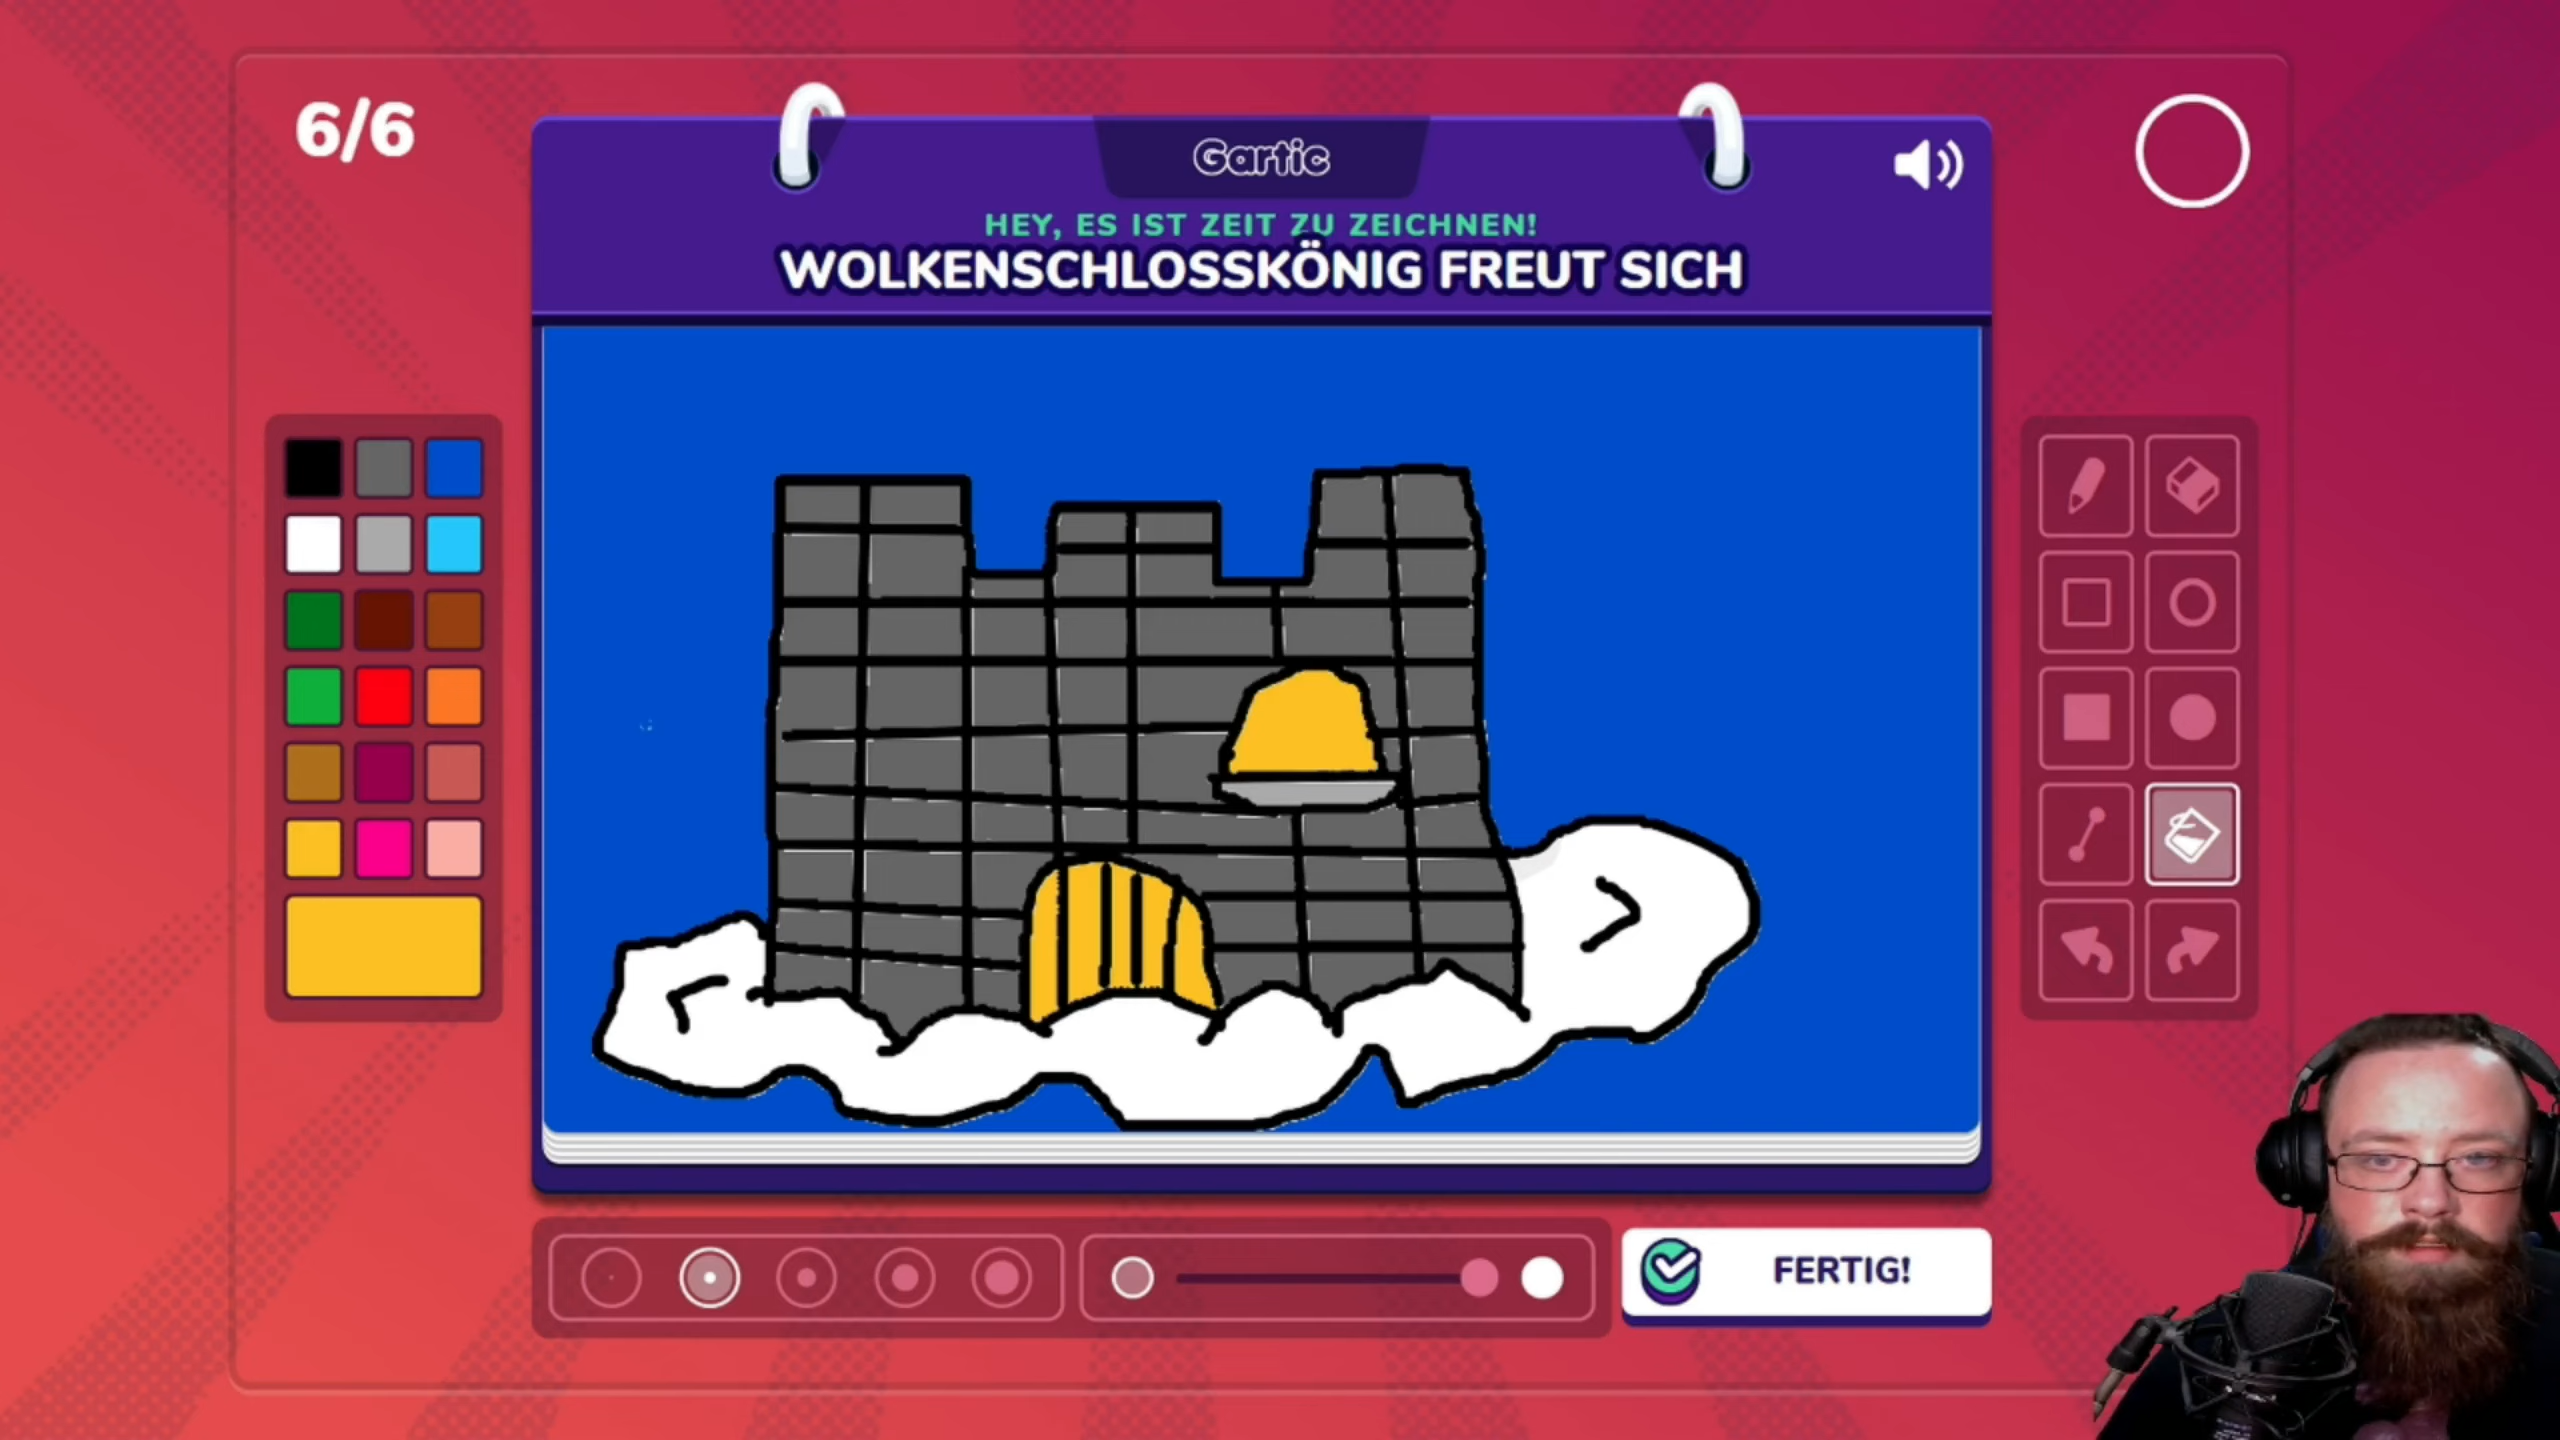 6/6
Gartic
HEY, ES IST ZEIT ZU ZEICHNEN!
WOLKENSCHLOSSKÖNIG FREUT SICH
FERTIG!